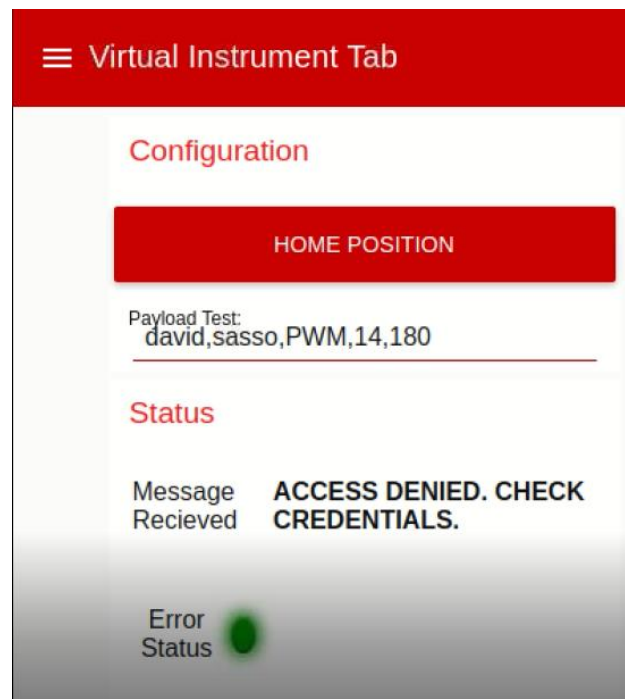 Virtual Instrument Tab
Configuration
HOME POSITION
Payload Test:
david,sasso,PWM,14,180
Status
Message
Recieved
ACCESS DENIED. CHECK
CREDENTIALS.
Error
Status